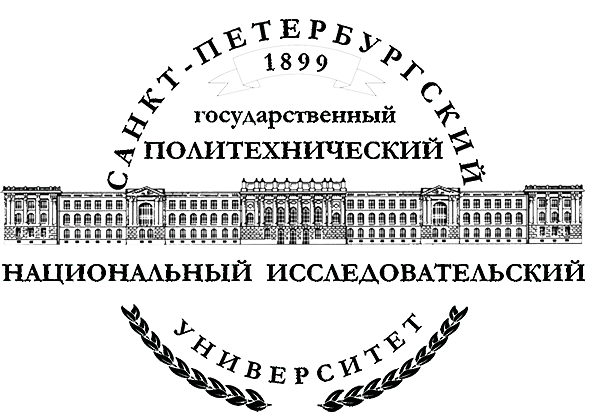 САНКТ-ПЕТЕРБУРГСКИЙ
1899
государственный
ПОЛИТЕХНИЧЕСКИЙ
НАЦИОНАЛЬНЫЙ ИССЛЕДОВАТЕЛЬСКИЙ
УНИВЕРСИТЕТ